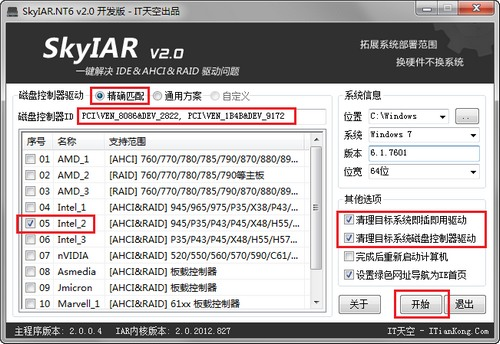 SkyIAR.NT6 v2.0 开发版 - IT天空出品
SkyIAR v2.0
一键解决 IDE＆AHCI＆RAID 驱动问题
拓展系统部署范围
换硬件不换系统
磁盘控制器驱动 精确匹配 通用方案 自定义
磁盘控制器ID PCI\VEN_8086&DEV_2822, PCI\VEN_1B4B&DEV_9172
序号 名称 支持范围
01 AMD_1 [AHCI] 760/770/780/785/790/870/880/89...
02 AMD_2 [RAID] 760/770/780/785/790/870/880/89...
03 AMD_3 [RAID] 690/700/SB7xx/790等主板
04 Intel_1 [AHCI&RAID] 945/965/975/P35/X38/P43/...
05 Intel_2 [AHCI&RAID] 945/P35/P43/P45/X48/H55/...
06 Intel_3 [AHCI&RAID] P43/P45/X48/H55/H57...
07 nVIDIA [AHCI&RAID] 520/550/560/570/590/C61/...
08 Asmedia [AHCI] 板载控制器
09 Jmicron [AHCI&RAID] 板载控制器
10 Marvell_1 [AHCI&RAID] 61xx 板载控制器
系统信息
位置 C:\Windows ..
系统 Windows 7
版本 6.1.7601
位宽 64位
其他选项
清理目标系统即插即用驱动
清理目标系统磁盘控制器驱动
完成后重新启动计算机
设置绿色网址导航为IE首页
关于 开始 退出
主程序版本: 2.0.0.4 IAR内核版本: 2.0.2012.827 IT天空 - ITianKong.Com